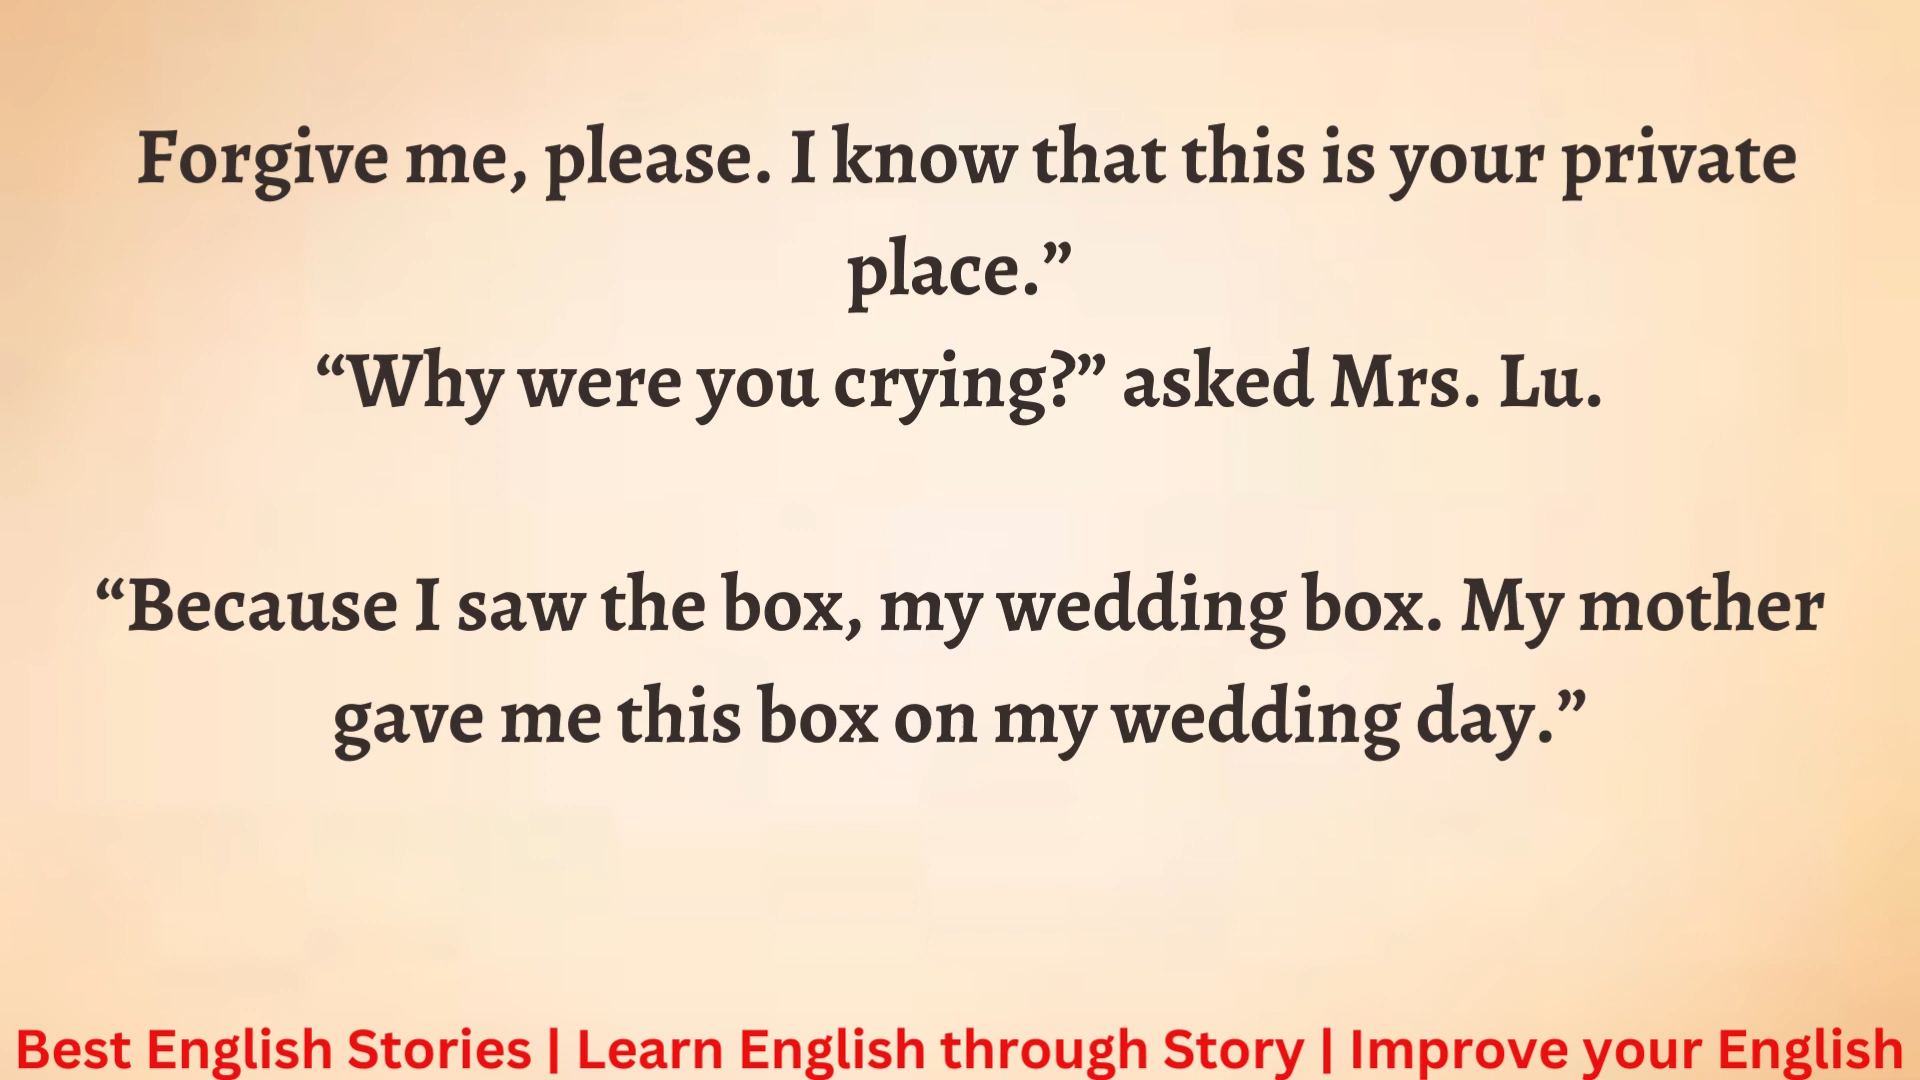 Forgive me, please. I know that this is your private
place.”
“Why were you crying?” asked Mrs. Lu.
“Because I saw the box, my wedding box. My mother
gave me this box on my wedding day.”
Best English Stories | Learn English through Story | Improve your English